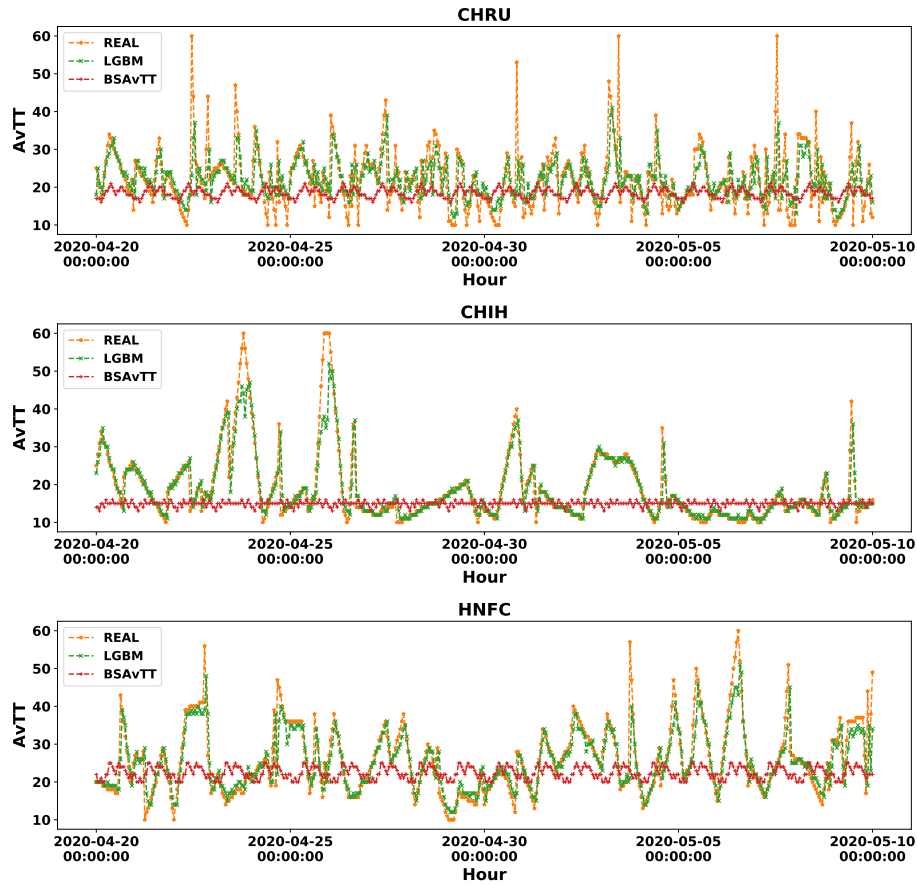 CHRU
60
50
40
30
20
10
AvTT
REAL
LGBM
BSAvTT
2020-04-20
00:00:00
2020-04-25
00:00:00
2020-04-30
00:00:00
2020-05-05
00:00:00
2020-05-10
00:00:00
Hour
CHIH
60
50
40
30
20
10
AvTT
REAL
LGBM
BSAvTT
2020-04-20
00:00:00
2020-04-25
00:00:00
2020-04-30
00:00:00
2020-05-05
00:00:00
2020-05-10
00:00:00
Hour
HNFC
60
50
40
30
20
10
AvTT
REAL
LGBM
BSAvTT
2020-04-20
00:00:00
2020-04-25
00:00:00
2020-04-30
00:00:00
2020-05-05
00:00:00
2020-05-10
00:00:00
Hour